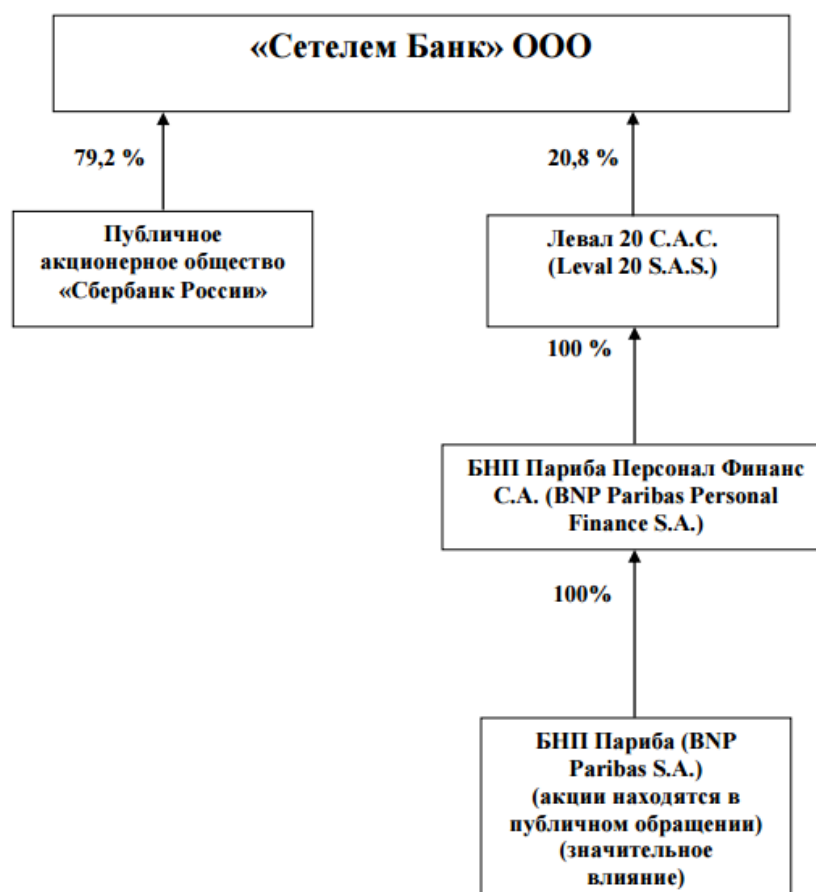 «Сетелем Банк» ООО
79,2 %
20,8 %
Публичное
акционерное общество
«Сбербанк России»
Левал 20 С.А.С.
(Leval 20 S.A.S.)
100 %
БНП Париба Персонал Финанс
С.А. (BNP Paribas Personal
Finance S.A.)
100%
БНП Париба (BNP
Paribas S.A.)
(акции находятся в
публичном обращении)
(значительное
влияние)